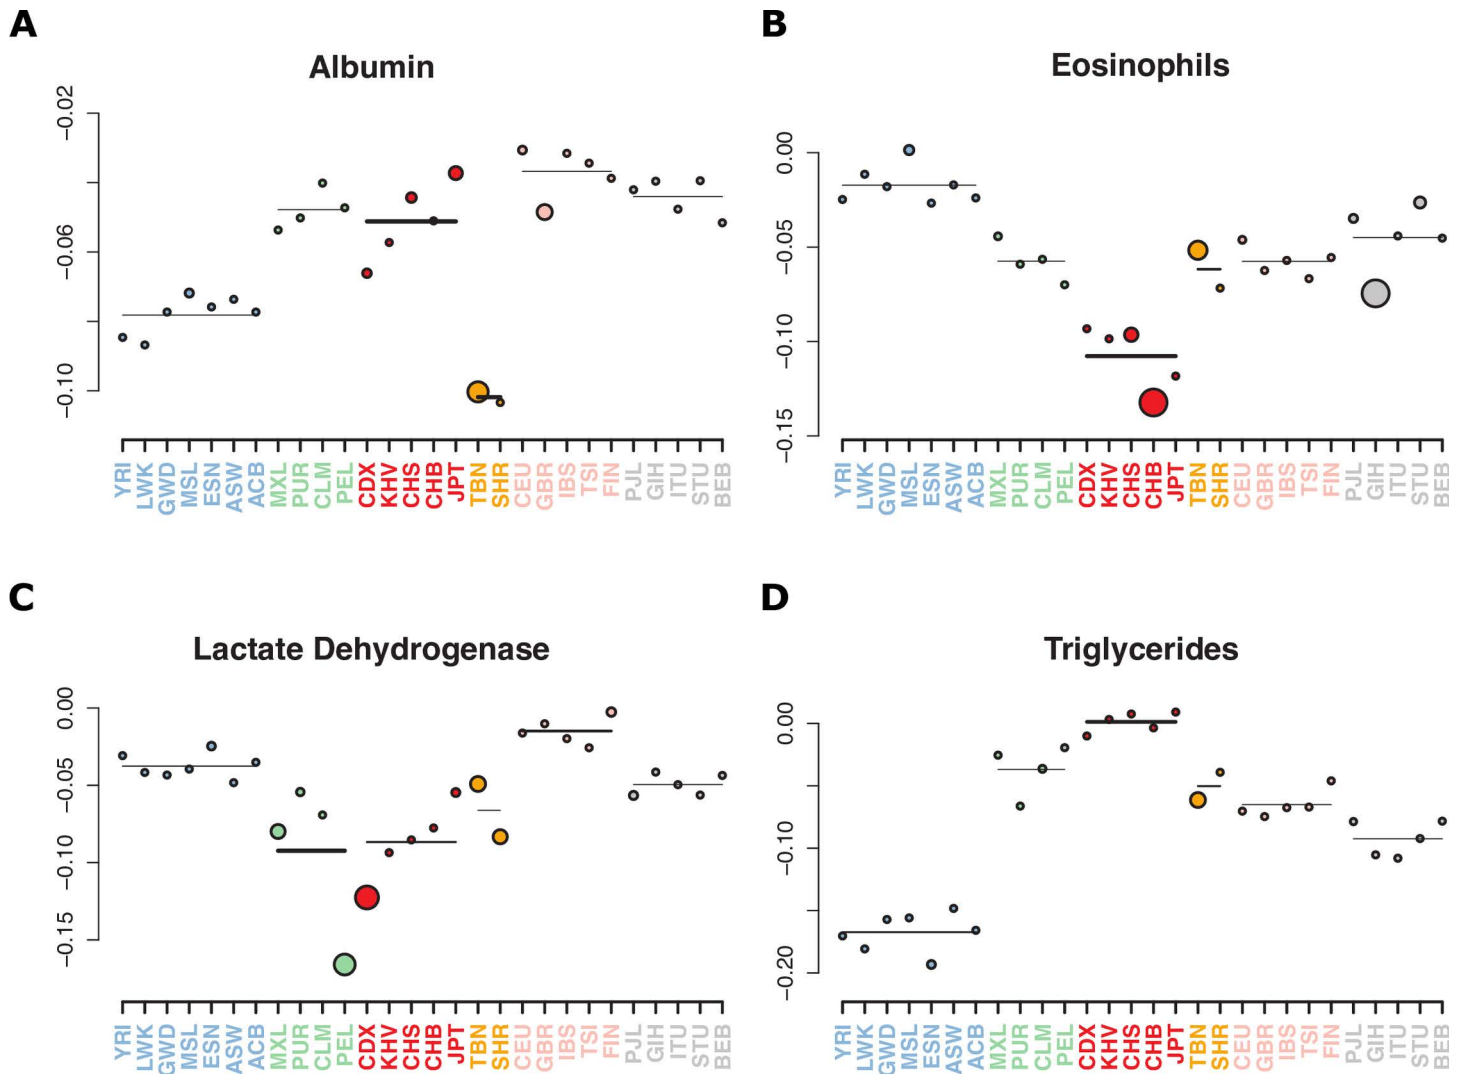 A
Albumin
−0.02
−0.06
−0.10
YRI LWK GWD MSL ESN ASW ACB MXL PUR CLM PEL CDX KHV CHS CHB JPT TBN SHR CEU GBR IBS TSI FIN PJL GIH ITU STU BEB
B
Eosinophils
0.00
−0.05
−0.10
−0.15
YRI LWK GWD MSL ESN ASW ACB MXL PUR CLM PEL CDX KHV CHS CHB JPT TBN SHR CEU GBR IBS TSI FIN PJL GIH ITU STU BEB
C
Lactate Dehydrogenase
0.00
−0.05
−0.10
−0.15
YRI LWK GWD MSL ESN ASW ACB MXL PUR CLM PEL CDX KHV CHS CHB JPT TBN SHR CEU GBR IBS TSI FIN PJL GIH ITU STU BEB
D
Triglycerides
0.00
−0.10
−0.20
YRI LWK GWD MSL ESN ASW ACB MXL PUR CLM PEL CDX KHV CHS CHB JPT TBN SHR CEU GBR IBS TSI FIN PJL GIH ITU STU BEB